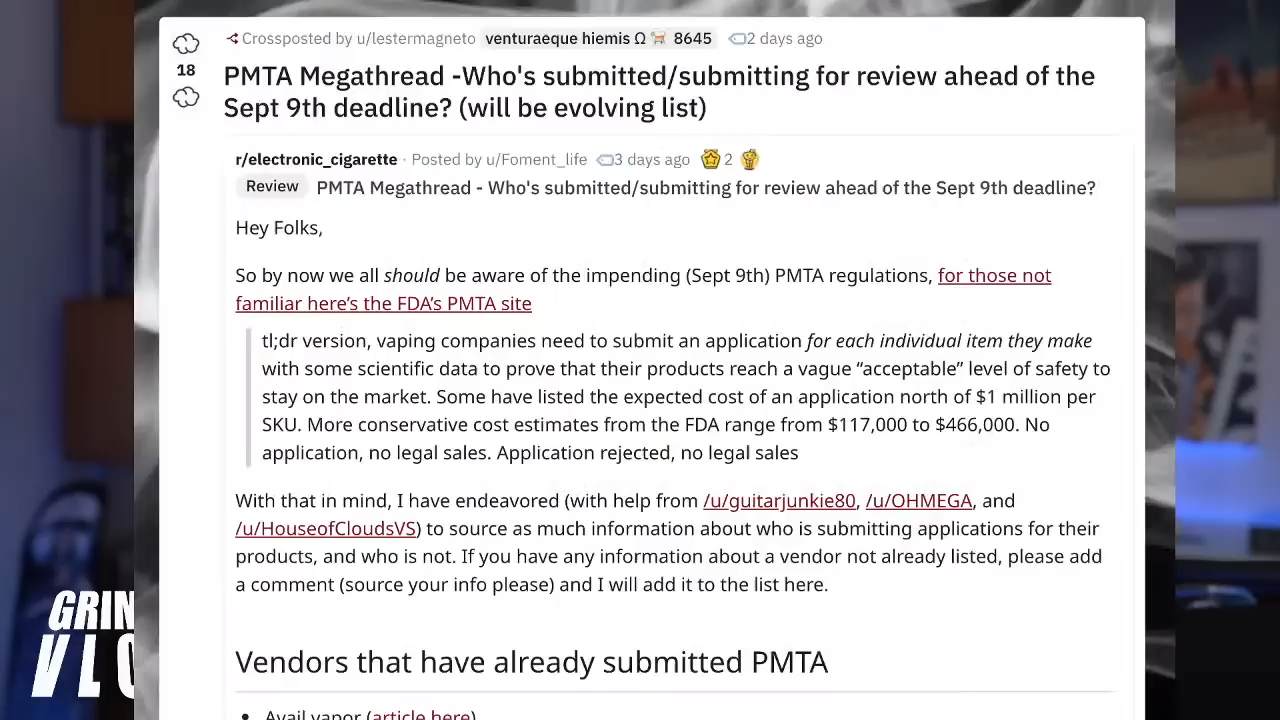 Crossposted by u/lestermagneto venturaeque hiemis Ω 8645 2 days ago
18
PMTA Megathread -Who's submitted/submitting for review ahead of the
Sept 9th deadline? (will be evolving list)
r/electronic_cigarette · Posted by u/Foment_life 3 days ago 2
Review PMTA Megathread - Who's submitted/submitting for review ahead of the Sept 9th deadline?
Hey Folks,
So by now we all should be aware of the impending (Sept 9th) PMTA regulations, for those not
familiar here's the FDA's PMTA site
tl;dr version, vaping companies need to submit an application for each individual item they make
with some scientific data to prove that their products reach a vague “acceptable” level of safety to
stay on the market. Some have listed the expected cost of an application north of $1 million per
SKU. More conservative cost estimates from the FDA range from $117,000 to $466,000. No
application, no legal sales. Application rejected, no legal sales
With that in mind, I have endeavored (with help from /u/guitarjunkie80, /u/OHMEGA, and
/u/HouseofCloudsVS) to source as much information about who is submitting applications for their
products, and who is not. If you have any information about a vendor not already listed, please add
a comment (source your info please) and I will add it to the list here.
GRIN
VLO
Vendors that have already submitted PMTA
• Avail vapor (article here)